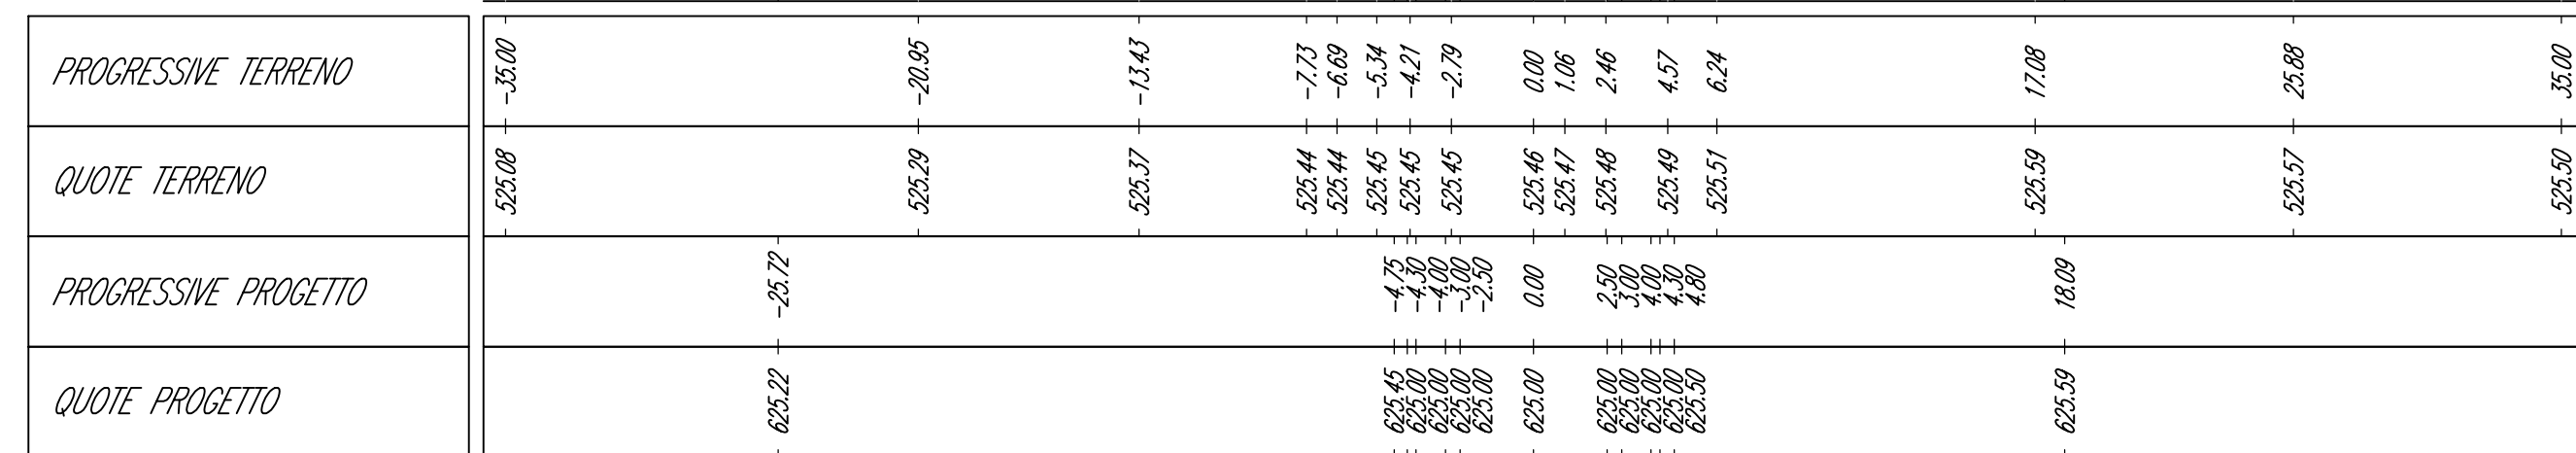 PROGRESSIVE TERRENO -35.00 -20.95 -13.43 -7.73 -6.69 -5.34 -4.21 -2.79 0.00 1.06 2.46 4.57 6.24 17.08 25.88 35.00
QUOTE TERRENO 525.08 525.29 525.37 525.44 525.44 525.45 525.45 525.45 525.46 525.47 525.48 525.49 525.51 525.59 525.57 525.50
PROGRESSIVE PROGETTO -25.72 -4.75 -4.30 -4.00 -3.00 -2.50 0.00 2.50 3.00 4.00 4.30 4.80 18.09
QUOTE PROGETTO 625.22 625.45 625.00 625.00 625.00 625.00 625.00 625.00 625.00 625.00 625.00 625.50 625.59